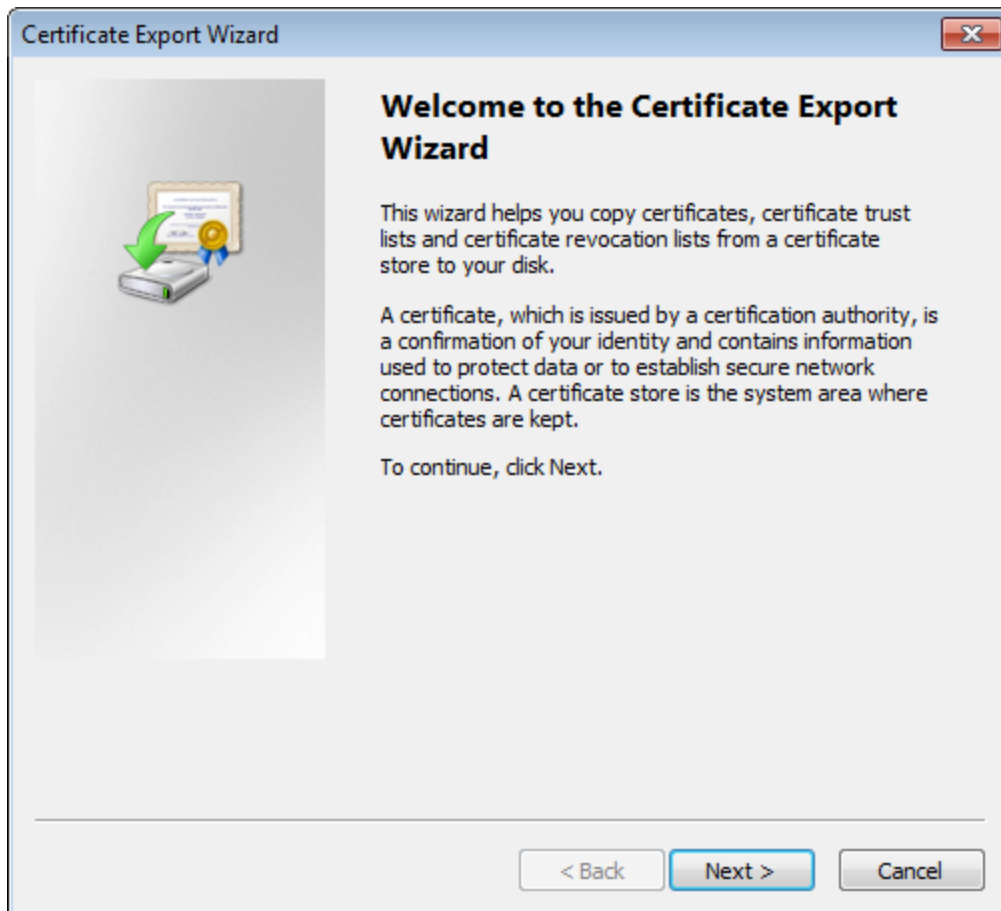 Certificate Export Wizard
Welcome to the Certificate Export
Wizard
This wizard helps you copy certificates, certificate trust
lists and certificate revocation lists from a certificate
store to your disk.
A certificate, which is issued by a certification authority, is
a confirmation of your identity and contains information
used to protect data or to establish secure network
connections. A certificate store is the system area where
certificates are kept.
To continue, click Next.
< Back
Next >
Cancel